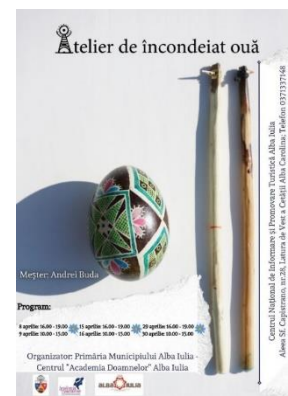 Atelier de încondeiat ouă
Meșter: Andrei Buda
Program:
8 aprilie 16.00 - 19.00 15 aprilie 16.00 - 19.00 29 aprilie 16.00 - 19.00
9 aprilie 10.00 - 15.00 16 aprilie 10.00 - 15.00 30 aprilie 10.00 - 15.00
Organizator: Primăria Municipiului Alba Iulia -
Centrul "Academia Doamnelor" Alba Iulia
ALBA IULIA
Centrul Național de Informare și Promovare Turistică Alba Iulia
Aleea Sf. Capistrano, nr.28, Latura de Vest a Cetății Alba Carolina; Telefon 0371337148